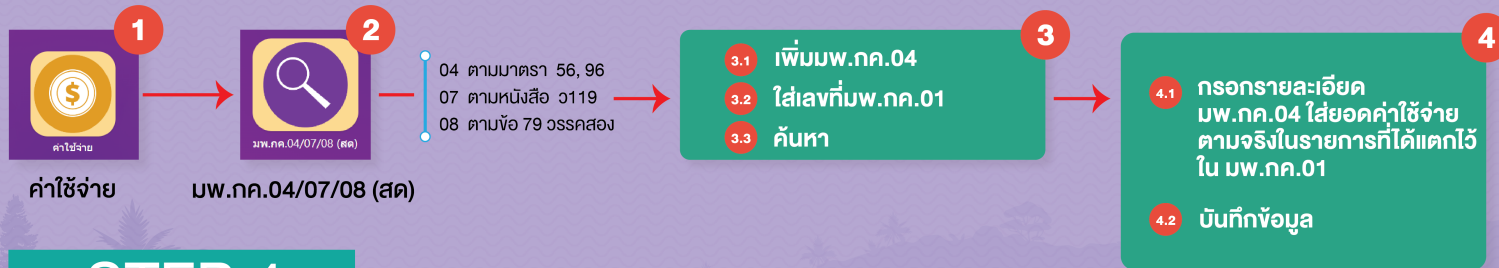 1
ค่าใช้จ่าย
ค่าใช้จ่าย
2
มพ.กค.04/07/08 (สด)
มพ.กค.04/07/08 (สด)
04 ตามมาตรา 56, 96
07 ตามหนังสือ ว119
08 ตามข้อ 79 วรรคสอง
3
3.1 เพิ่มมพ.กค.04
3.2 ใส่เลขที่มพ.กค.01
3.3 ค้นหา
4
4.1 กรอกรายละเอียด
มพ.กค.04 ใส่ยอดค่าใช้จ่าย
ตามจริงในรายการที่ได้แตกไว้
ใน มพ.กค.01
4.2 บันทึกข้อมูล